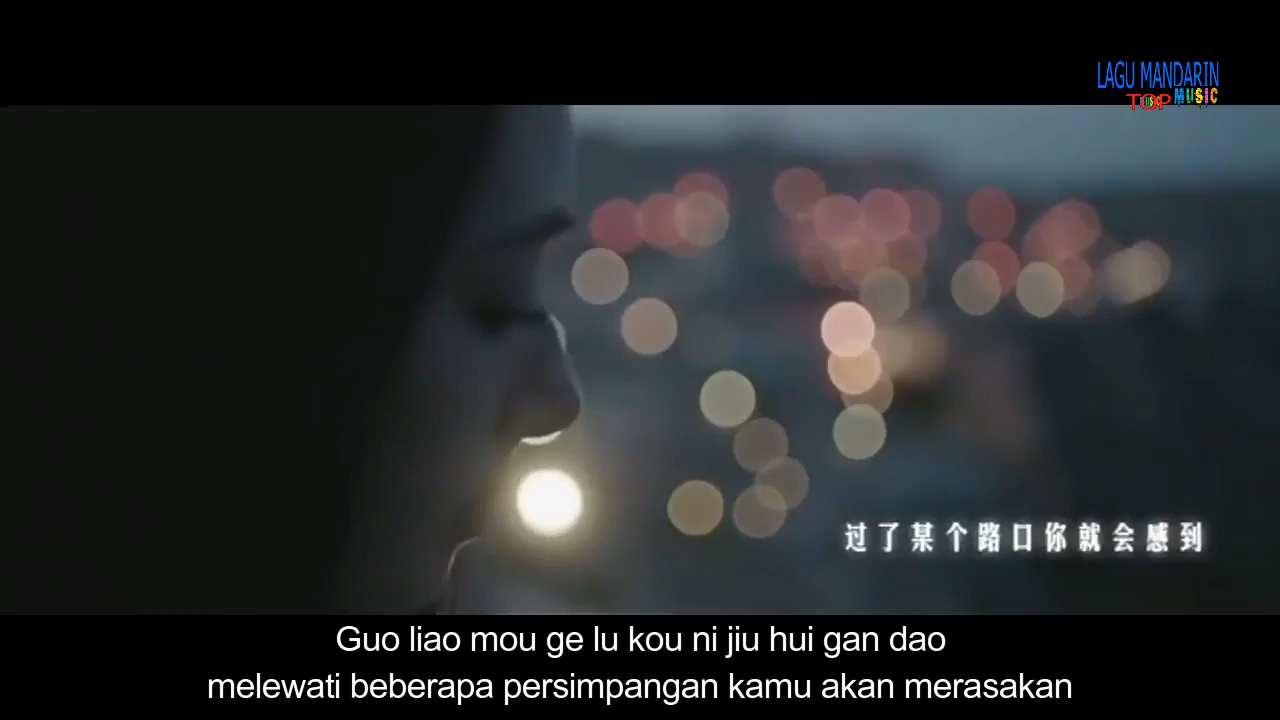 LAGU MANDARIN
TOP MUSIC
过了某个路口你就会感到
Guo liao mou ge lu kou ni jiu hui gan dao
melewati beberapa persimpangan kamu akan merasakan